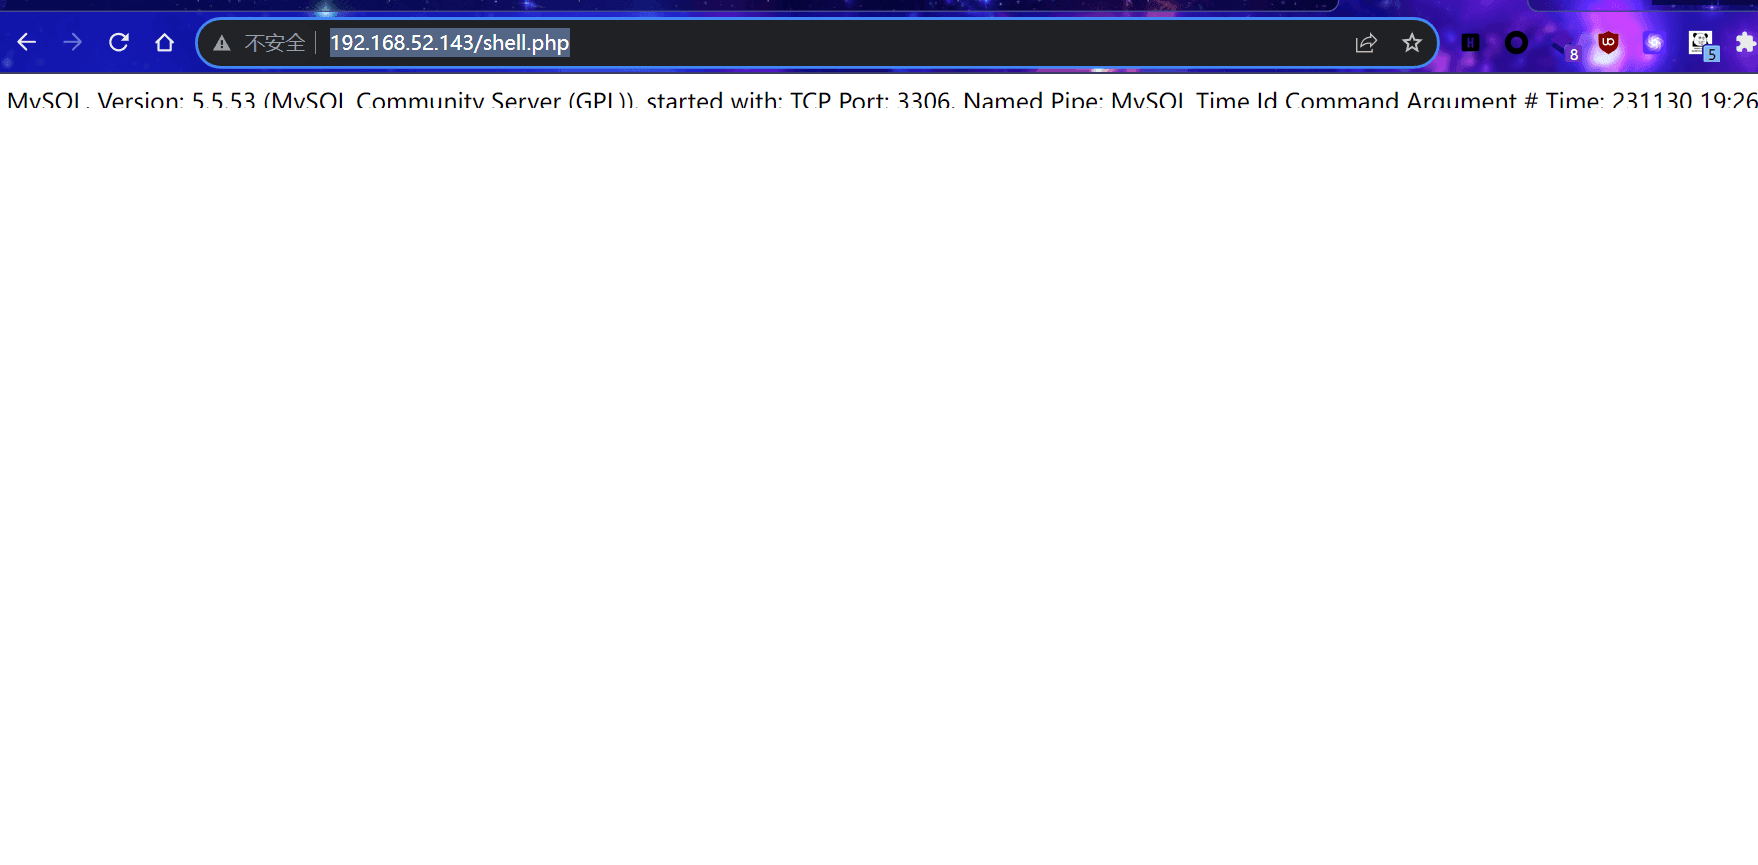 不安全 192.168.52.143/shell.php
8
5
MySQL, Version: 5.5.53 (MySQL Community Server (GPL)). started with: TCP Port: 3306, Named Pipe: MySQL Time Id Command Argument # Time: 231130 19:26